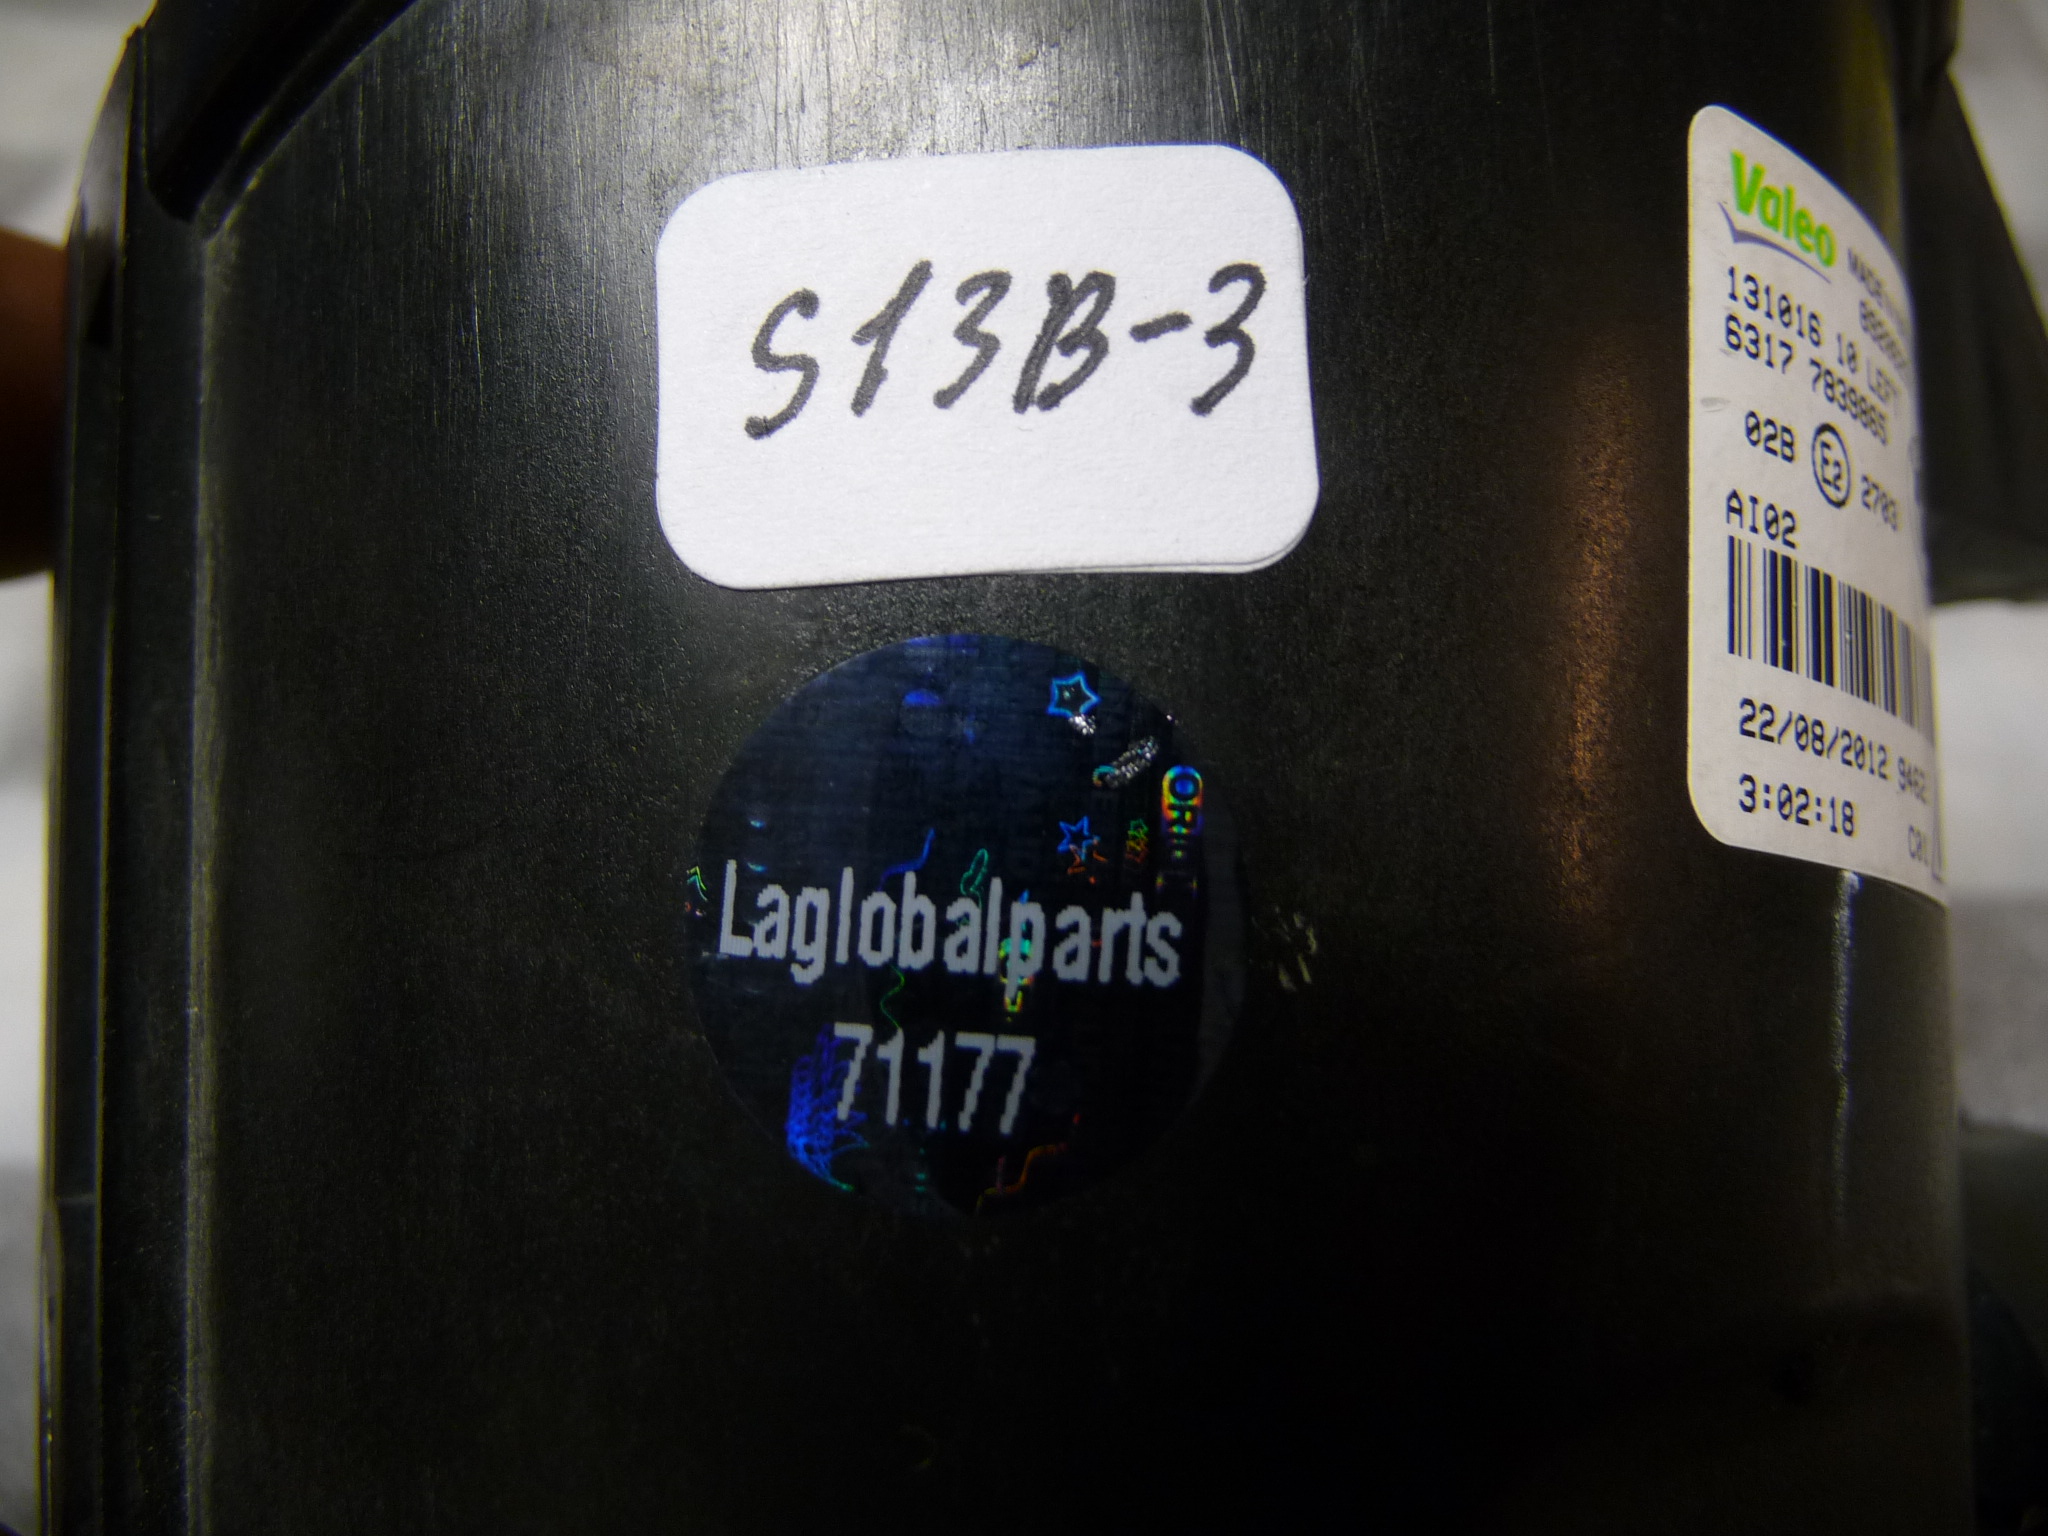 S13B-3
Laglobalparts
71177
Valeo
131016 10 LEFT
6317 7839865
02B E2 2703
AI02
22/08/2012 9462
3:02:18